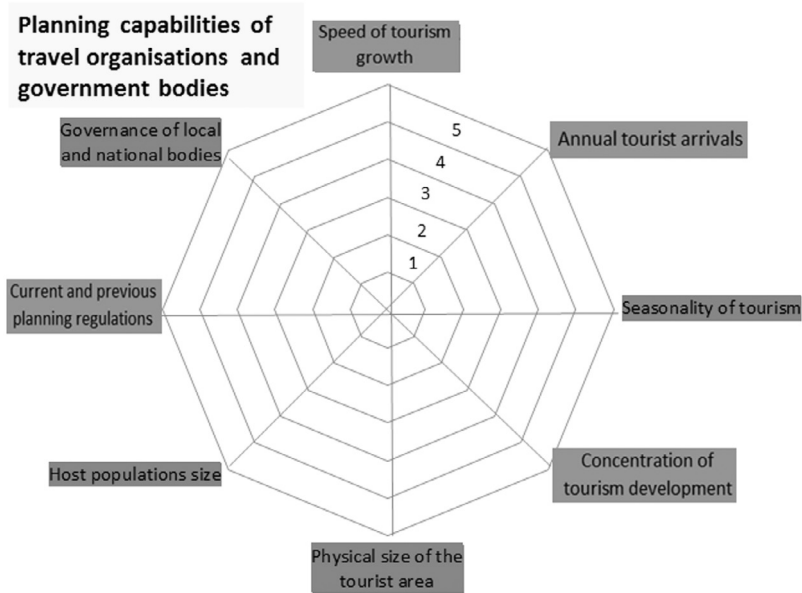 Planning capabilities of
travel organisations and
government bodies
Speed of tourism
growth
Governance of local
and national bodies
Annual tourist arrivals
5
4
3
2
1
Current and previous
planning regulations
Seasonality of tourism
Host populations size
Concentration of
tourism development
Physical size of the
tourist area